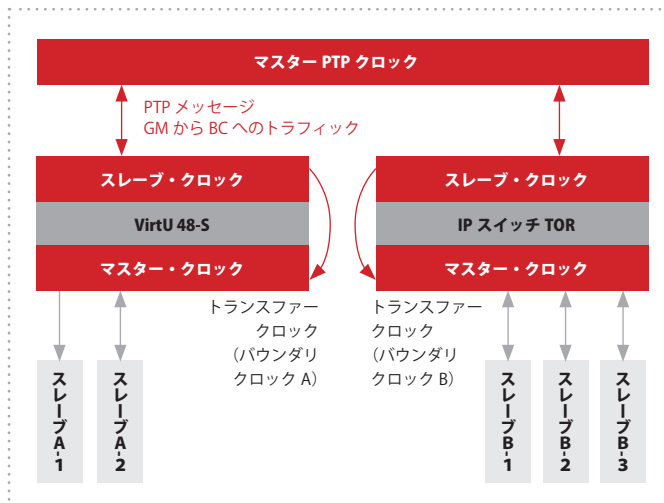 マスター PTP クロック
PTP メッセージ
GM から BC へのトラフィック
スレーブ・クロック
VirtU 48-S
マスター・クロック
スレーブ・クロック
IP スイッチ TOR
マスター・クロック
トランスファー
クロック
（バウンダリ
クロック A）
トランスファー
クロック
（バウンダリ
クロック B）
スレーブA-1
スレーブA-2
スレーブB-1
スレーブB-2
スレーブB-3